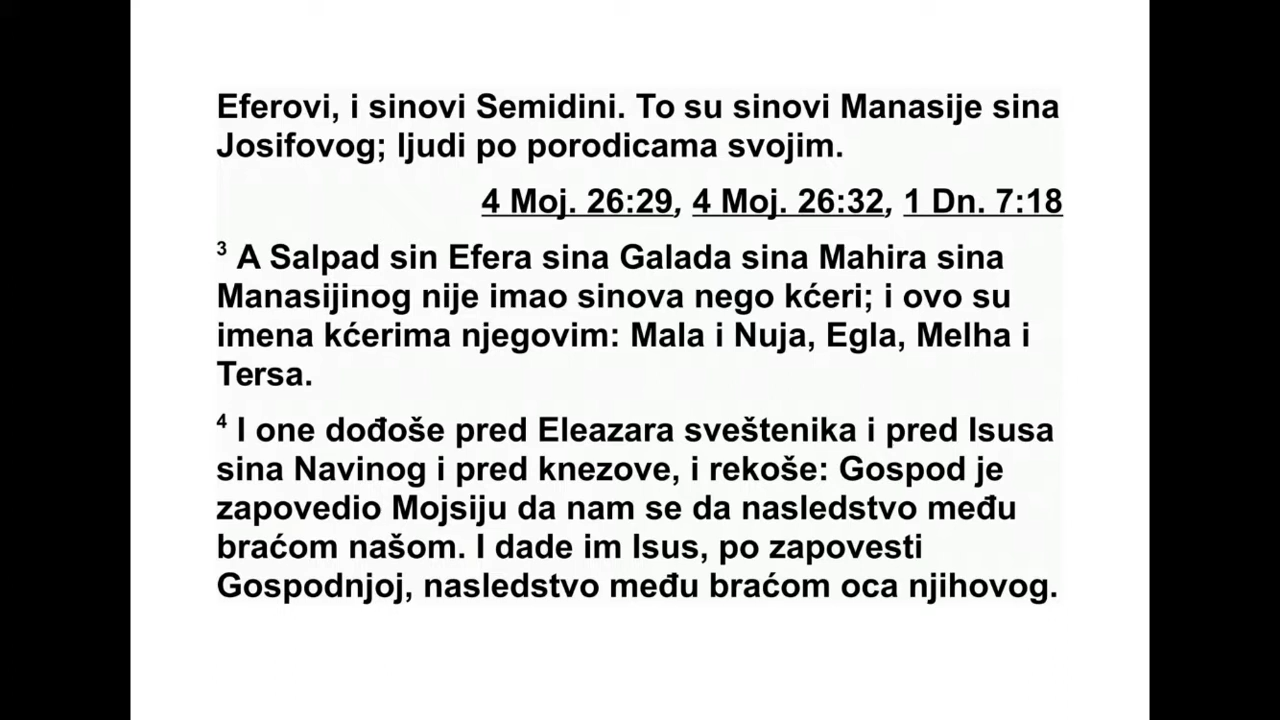 Eferovi, i sinovi Semidini. To su sinovi Manasije sina
Josifovog; ljudi po porodicama svojim.
4 Moj. 26:29, 4 Moj. 26:32, 1 Dn. 7:18
3 A Salpad sin Efera sina Galada sina Mahira sina
Manasijinog nije imao sinova nego kćeri; i ovo su
imena kćerima njegovim: Mala i Nuja, Egla, Melha i
Tersa.
4 I one dođoše pred Eleazara sveštenika i pred Isusa
sina Navinog i pred knezove, i rekoše: Gospod je
zapovedio Mojsiju da nam se da nasledstvo među
braćom našom. I dade im Isus, po zapovesti
Gospodnjoj, nasledstvo među braćom oca njihovog.